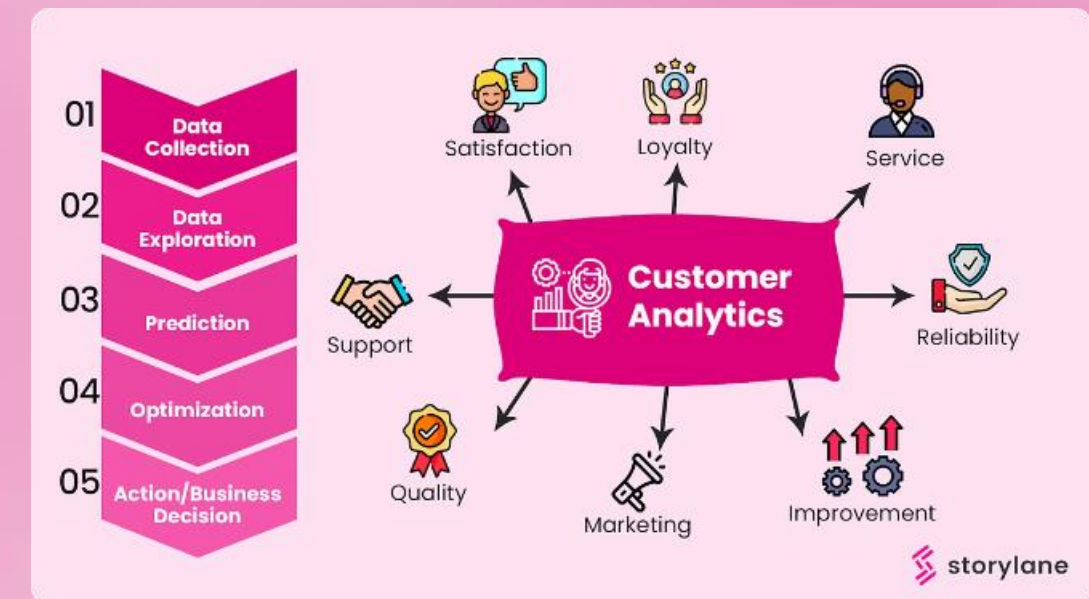 01
Data
Collection
02
Data
Exploration
03
Prediction
04
Optimization
05
Action/Business
Decision
Satisfaction
Loyalty
Service
Support
Customer
Analytics
Reliability
Quality
Marketing
Improvement
storylane